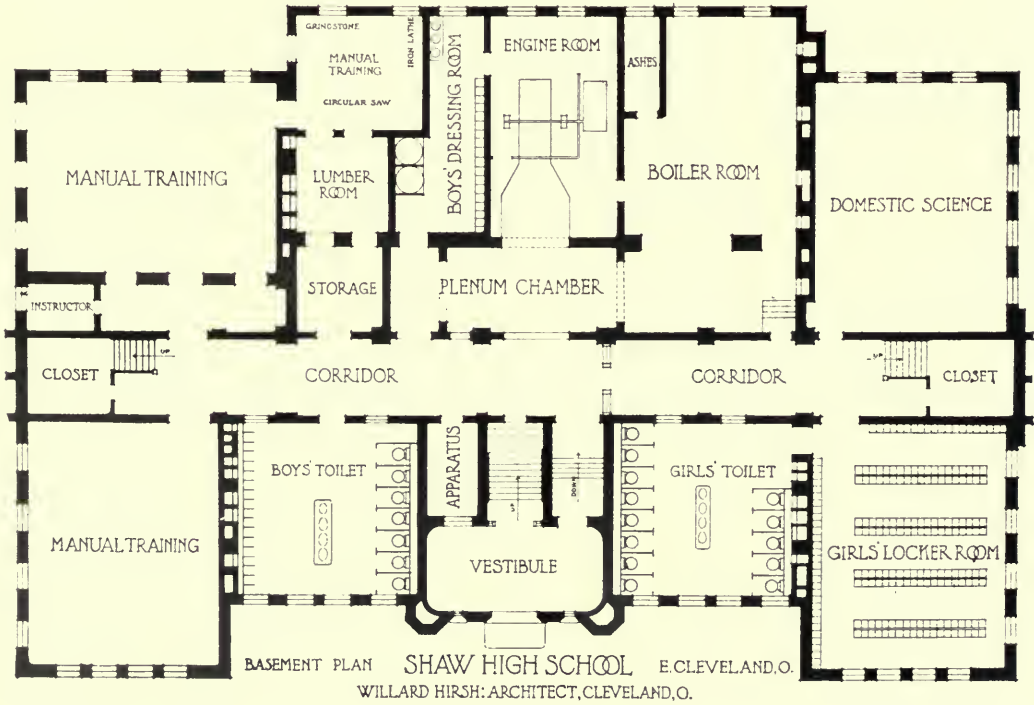 GRINDSTONE
IRON LATHE
MANUAL
TRAINING
CIRCULAR SAW
BOYS' DRESSING ROOM
ENGINE ROOM
ASHES
MANUAL TRAINING
LUMBER
ROOM
BOILER ROOM
DOMESTIC SCIENCE
INSTRUCTOR
STORAGE
PLENUM CHAMBER
CLOSET
UP
CORRIDOR
CORRIDOR
UP
CLOSET
BOYS' TOILET
APPARATUS
UP
DOWN
GIRLS' TOILET
MANUAL TRAINING
VESTIBULE
GIRLS' LOCKER ROOM
BASEMENT PLAN SHAW HIGH SCHOOL E. CLEVELAND, O.
WILLARD HIRSH: ARCHITECT, CLEVELAND, O.